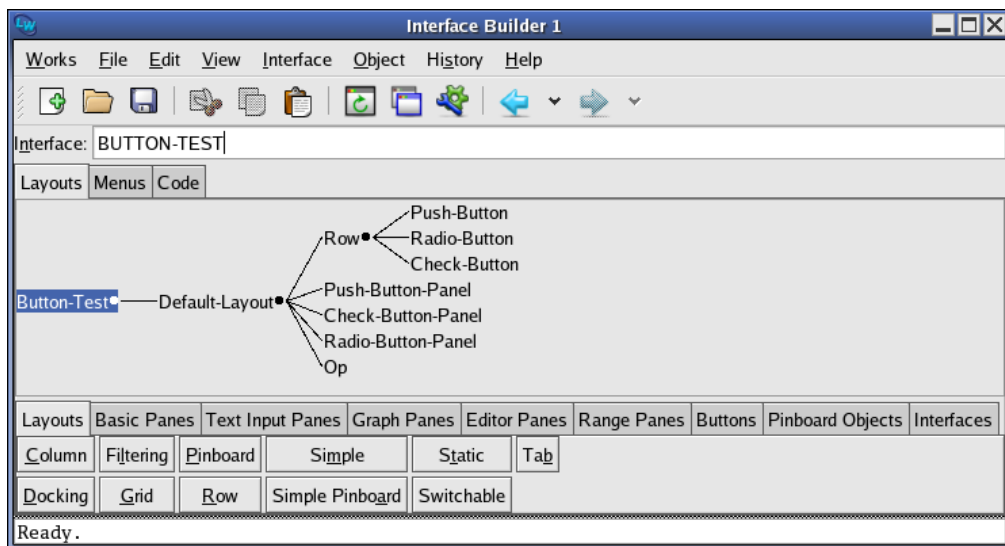 LW Interface Builder 1
Works File Edit View Interface Object History Help
Interface: BUTTON-TEST
Layouts Menus Code
Push-Button
Row Radio-Button
Check-Button
Push-Button-Panel
Button-Test Default-Layout
Check-Button-Panel
Radio-Button-Panel
Op
Layouts Basic Panes Text Input Panes Graph Panes Editor Panes Range Panes Buttons Pinboard Objects Interfaces
Column Filtering Pinboard Simple Static Tab
Docking Grid Row Simple Pinboard Switchable
Ready.